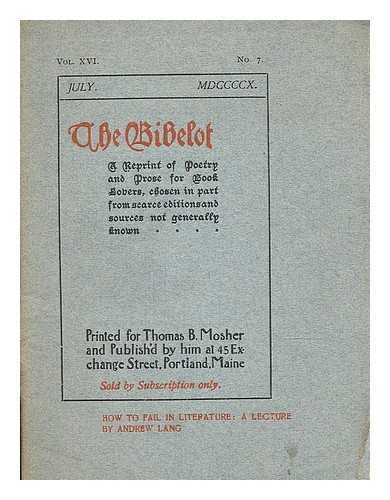 VOL. XVI. NO. 7.
JULY. MDCCCCX.
The Bibelot
A Reprint of Poetry
and Prose for Book
Lovers, chosen in part
from scarce editions and
sources not generally
known . . . .
Printed for Thomas B. Mosher
and Publish'd by him at 45 Ex-
change Street, Portland, Maine
Sold by Subscription only.
HOW TO FAIL IN LITERATURE: A LECTURE
BY ANDREW LANG